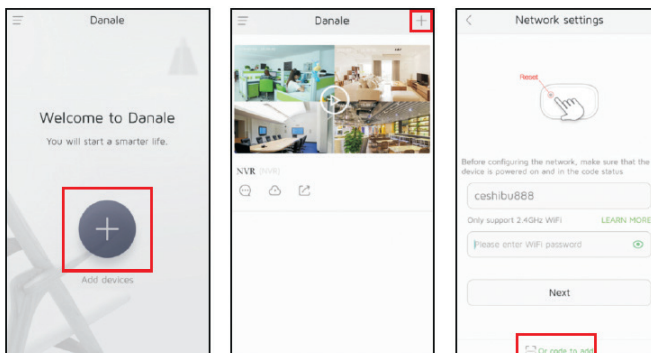 Danale
Welcome to Danale
You will start a smarter life.
Add devices
Danale
NVR [NVR]
Network settings
Reset
Before configuring the network, make sure that the
device is powered on and in the code status
ceshibu888
Only support 2.4GHz WiFi LEARN MORE
Please enter WiFi password
Next
Or code to add